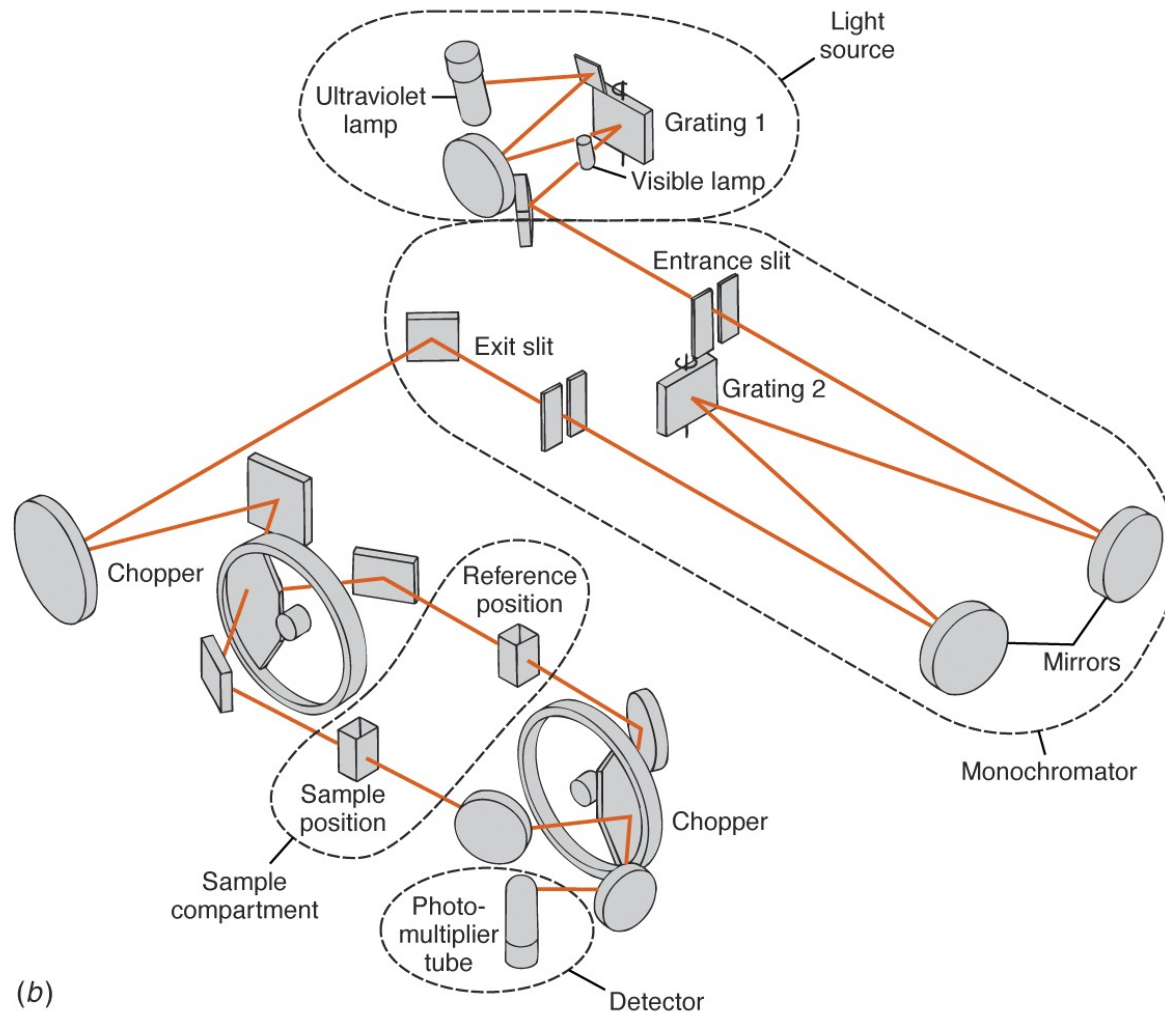 Light
source
Ultraviolet
lamp
Grating 1
Visible lamp
Entrance slit
Exit slit
Grating 2
Chopper
Reference
position
Mirrors
Monochromator
Sample
position
Chopper
Sample
compartment
Photo-
multiplier
tube
(b)
Detector